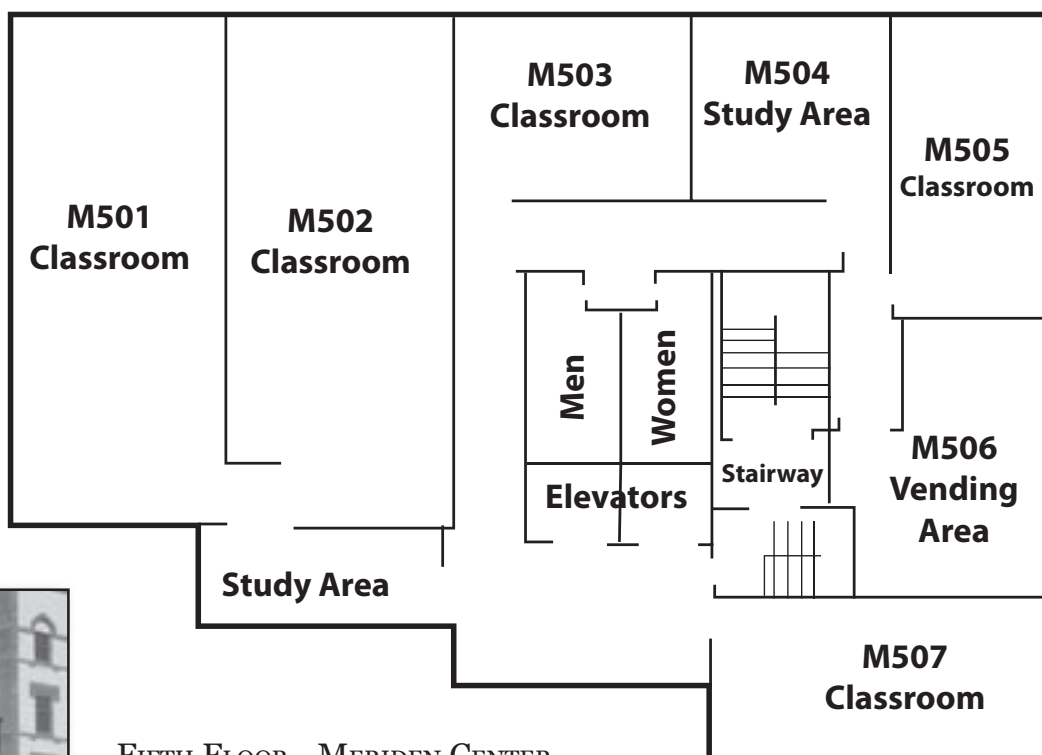 M501
Classroom
M502
Classroom
M503
Classroom
M504
Study Area
M505
Classroom
Men
Women
Elevators
Stairway
M506
Vending
Area
Study Area
M507
Classroom
Fifth Floor – Meriden Center